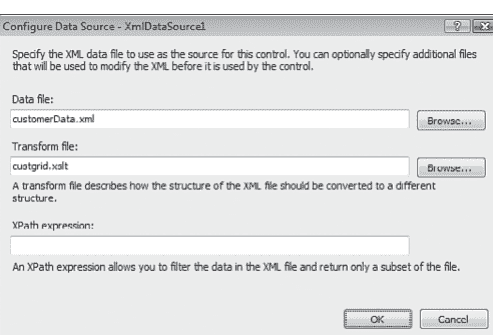 Configure Data Source - XmlDataSource1
Specify the XML data file to use as the source for this control. You can optionally specify additional files
that will be used to modify the XML before it is used by the control.
Data file:
customerData.xml
Browse...
Transform file:
custgrid.xslt
Browse...
A transform file describes how the structure of the XML file should be converted to a different
structure.
XPath expression:
An XPath expression allows you to filter the data in the XML file and return only a subset of the file.
OK Cancel